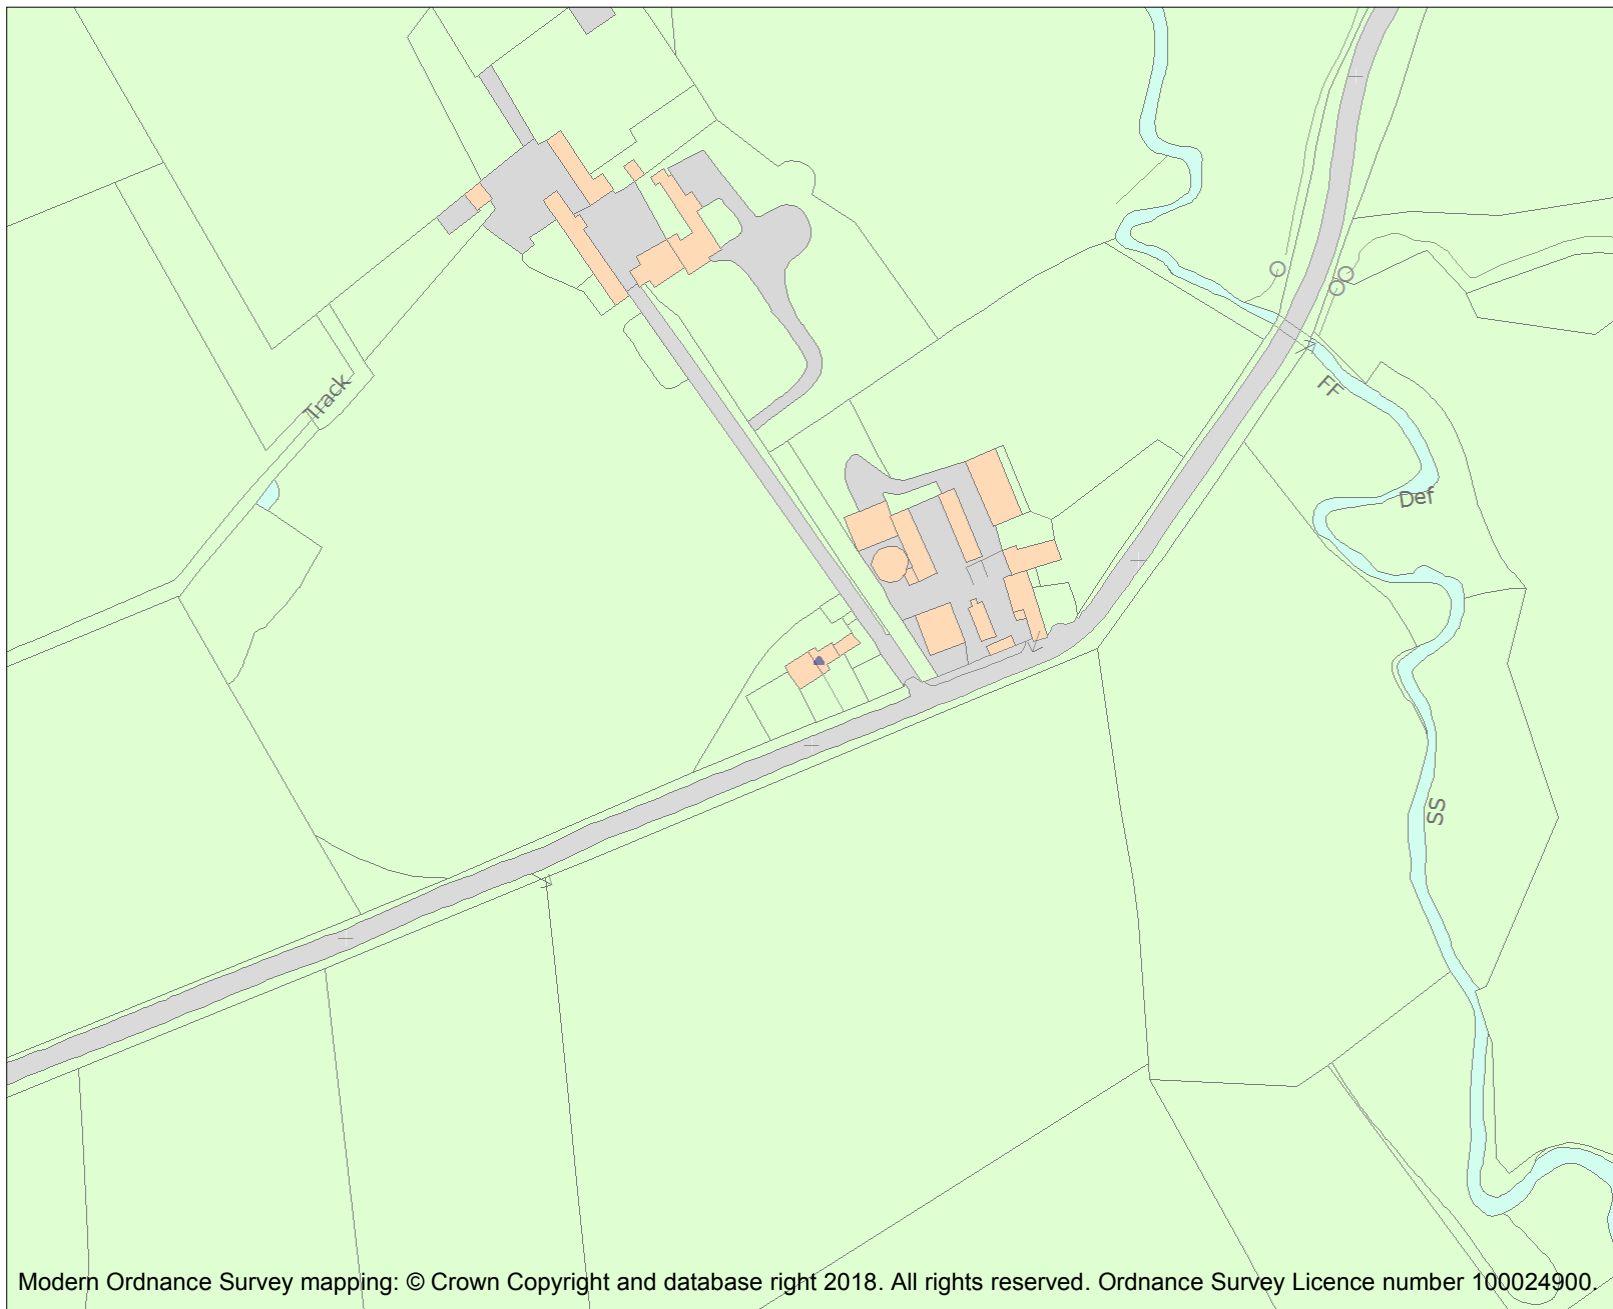 Track
FF
Def
SS
Modern Ordnance Survey mapping: © Crown Copyright and database right 2018. All rights reserved. Ordnance Survey Licence number 100024900.